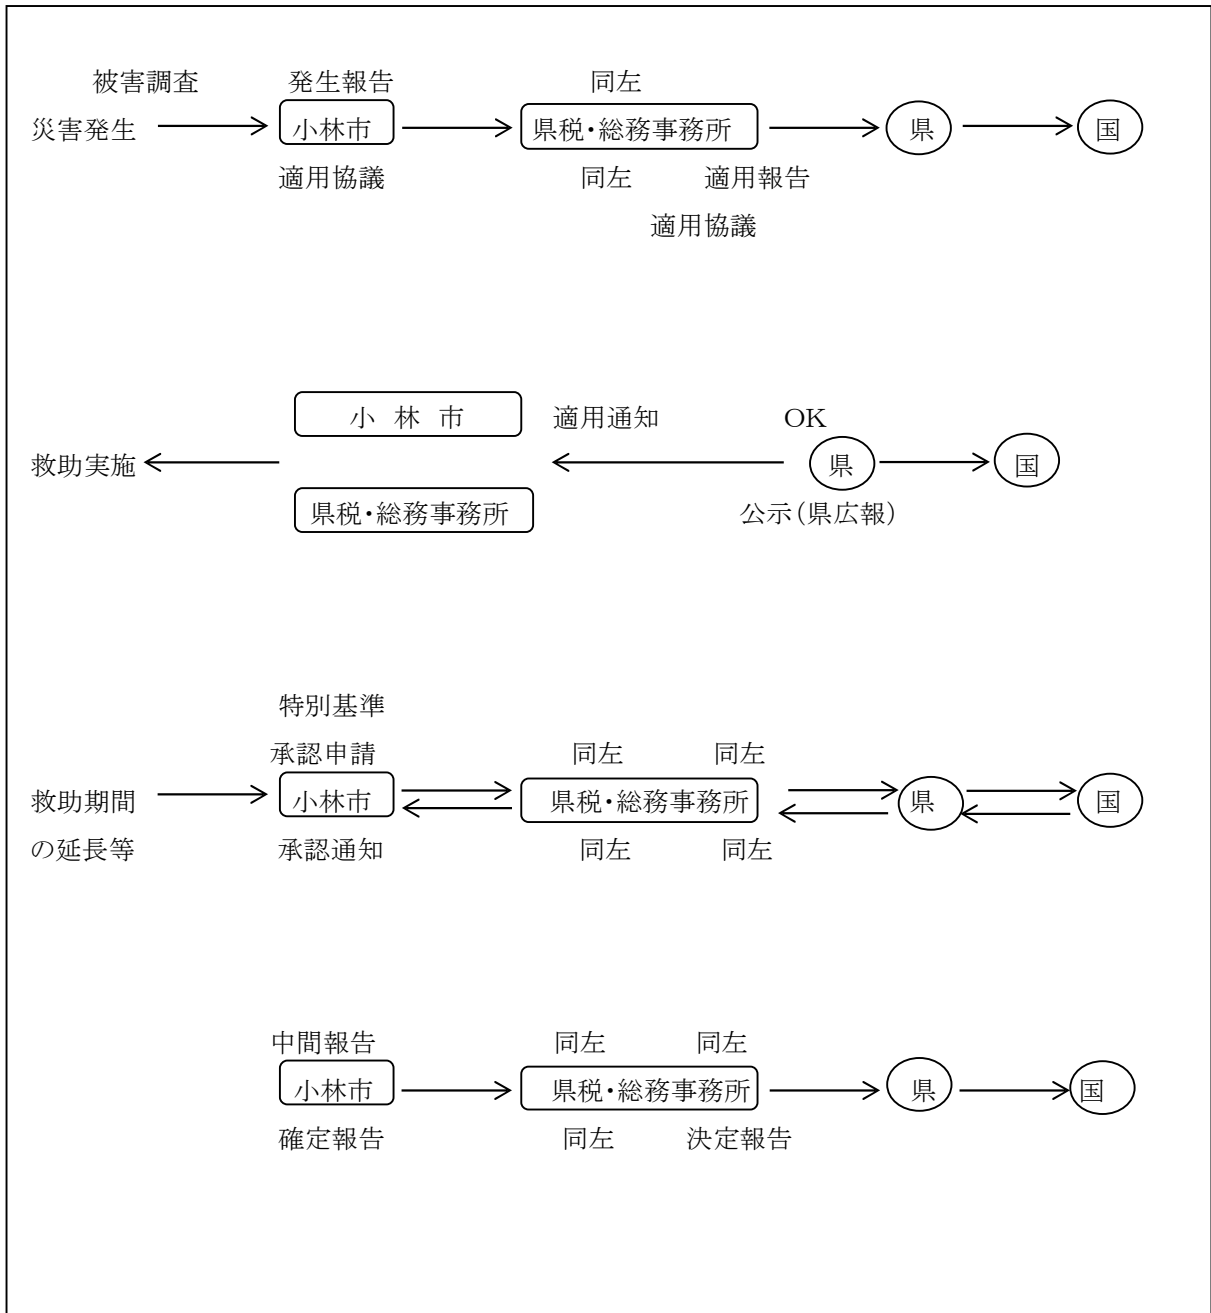 被害調査 発生報告 同左
災害発生 小林市 県税・総務事務所 県 国
適用協議 同左 適用報告
適用協議
小 林 市 適用通知 OK
救助実施 県 国
県税・総務事務所 公示(県広報)
特別基準
承認申請 同左 同左
救助期間 小林市 県税・総務事務所 県 国
の延長等 承認通知 同左 同左
中間報告 同左 同左
小林市 県税・総務事務所 県 国
確定報告 同左 決定報告